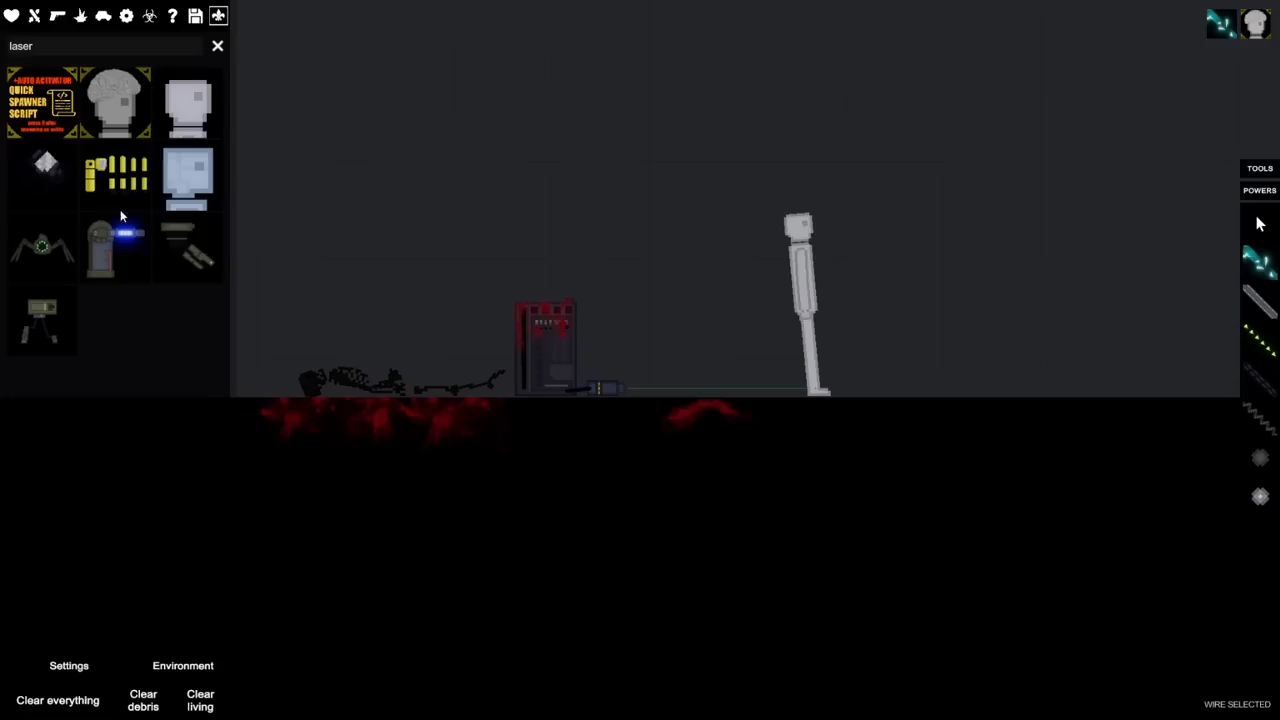 laser
+AUTO ACTIVATOR
QUICK
SPAWNER
SCRIPT
TOOLS
POWERS
Settings
Environment
Clear everything
Clear debris
Clear living
WIRE SELECTED